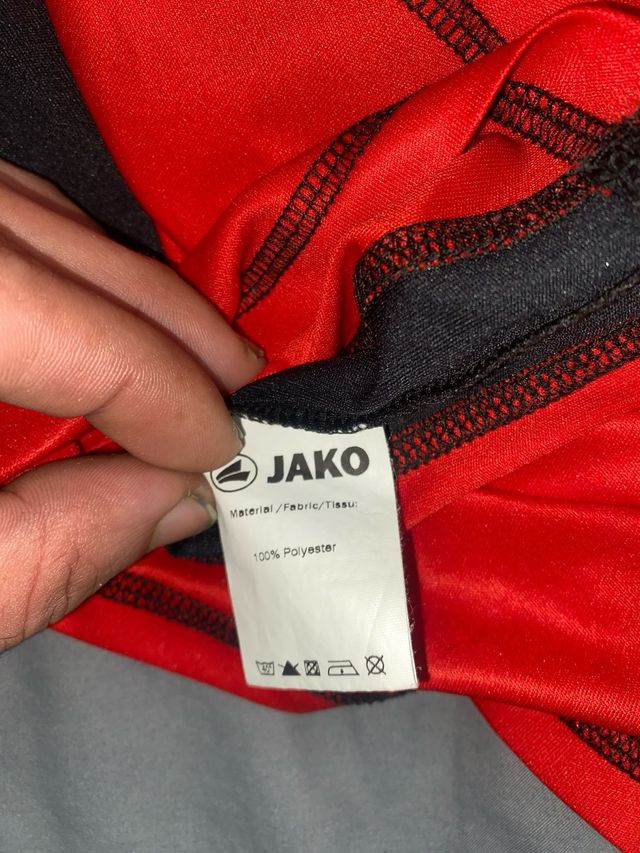 JAKO
Material /Fabric/Tissu:
100% Polyester